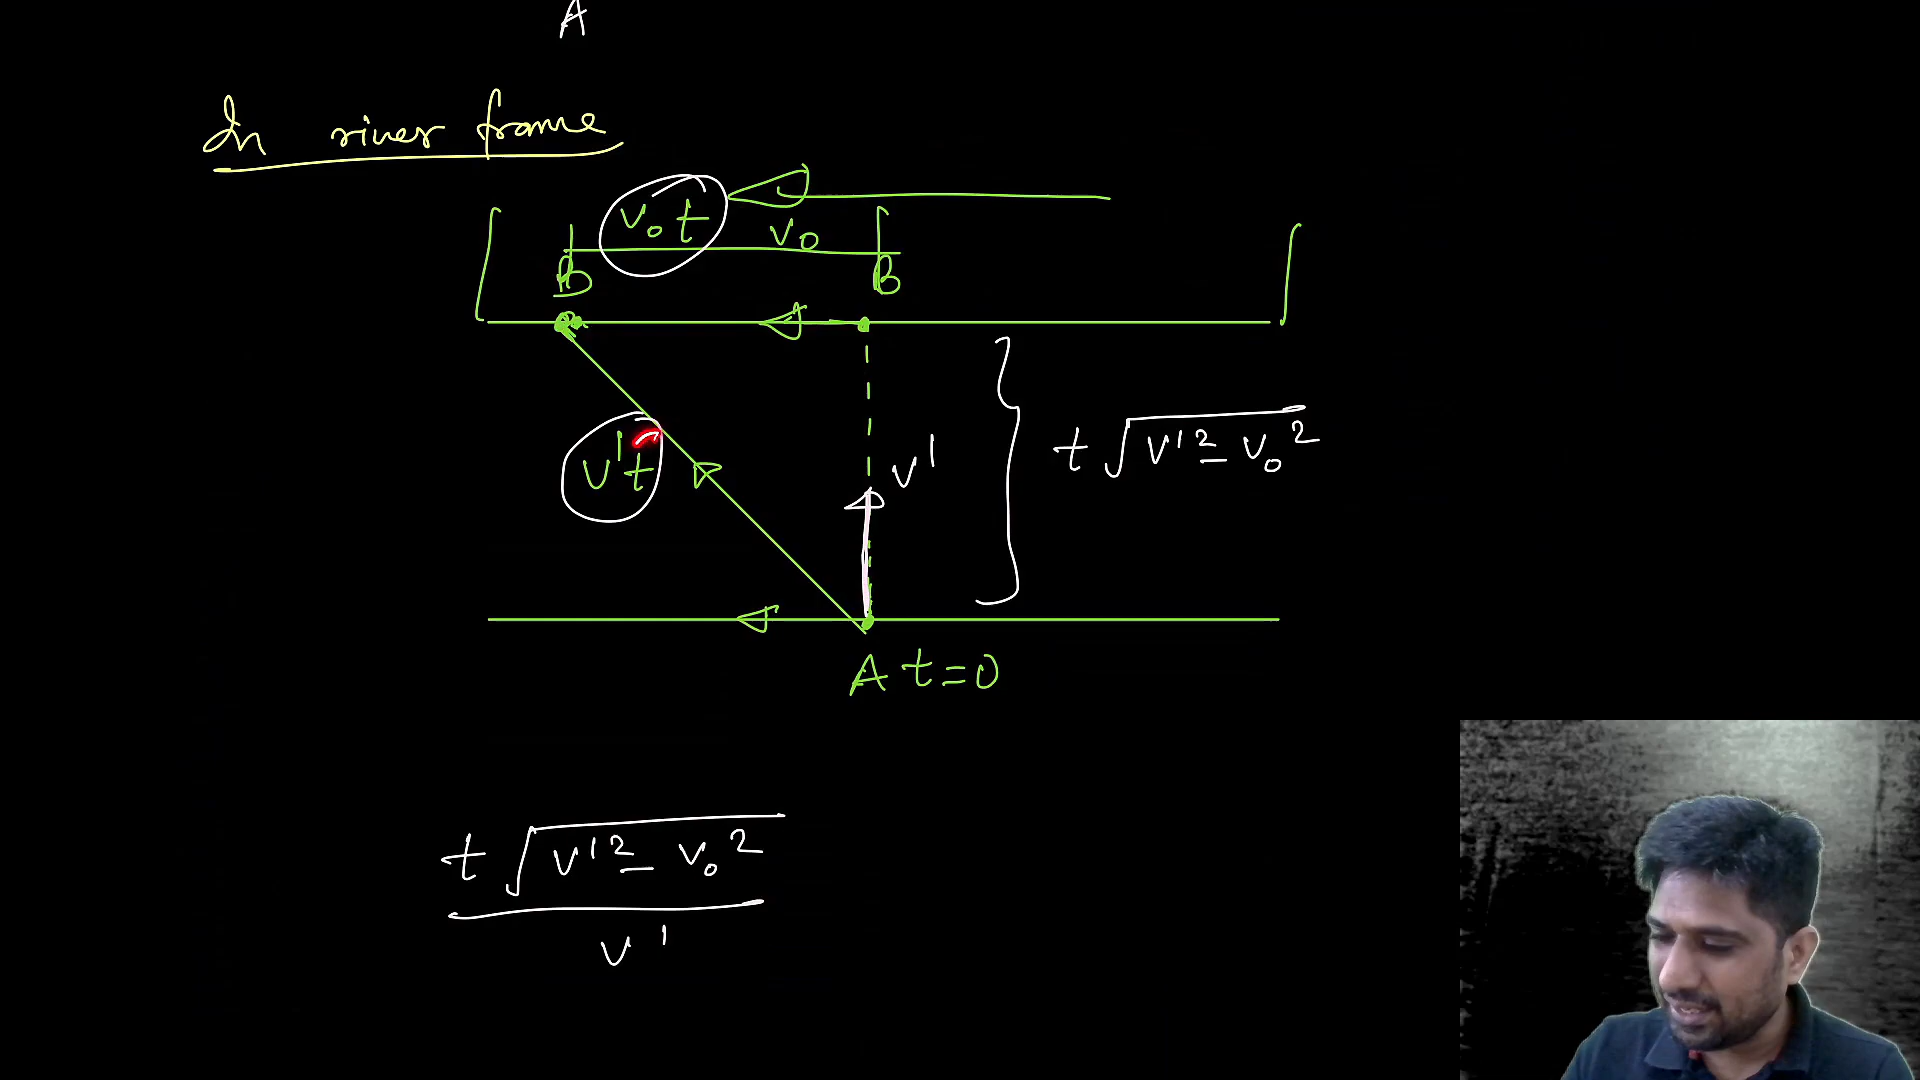 A
In river frame
v₀t
v₀
B
B
v't
v'
t√(v'² – v₀²)
A t=0
t√(v'² – v₀²)
v'